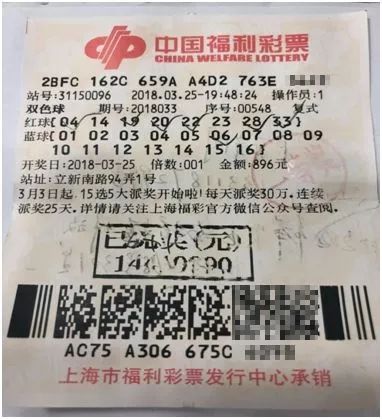 中国福利彩票
CHINA WELFARE LOTTERY
2BFC 162C 659A A4D2 763E
站号:31150096 2018.03.25-19:48:24 操作员:1
双色球 期号:2018033 序号:00548 复式
红球(04 14 19 20 22 23 28 33)
蓝球(01 02 03 04 05 06 07 08 09
10 11 12 13 14 15 16)
开奖日:2018-03-25 倍数:001 金额:896元
站址:立新南路94弄1号
3月3日起,15选5大派奖开始啦!每天派奖30万,连续
派奖25天。详情请关注上海福彩官方微信公众号查阅.
已兑奖(元)
AC75 A306 675C
上海市福利彩票发行中心承销